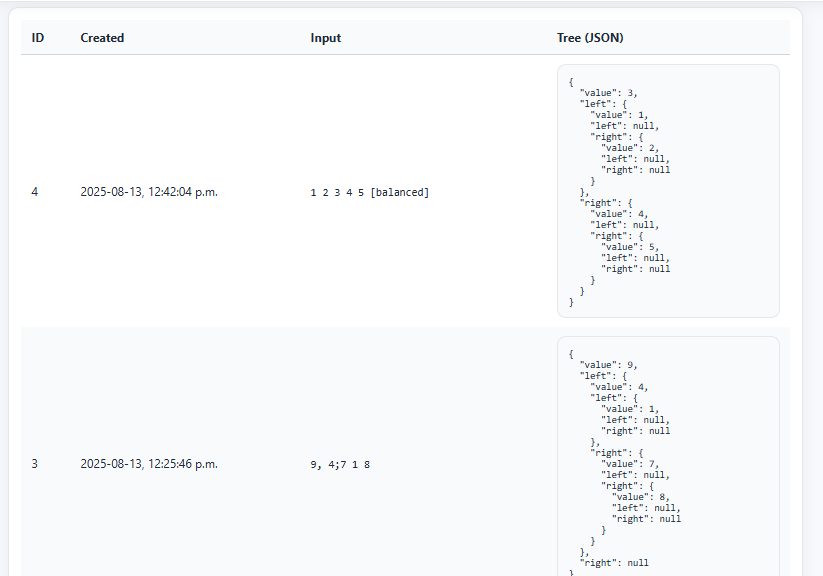 ID Created Input Tree (JSON)
4 2025-08-13, 12:42:04 p.m. 1 2 3 4 5 [balanced]
{
  "value": 3,
  "left": {
    "value": 1,
    "left": null,
    "right": {
      "value": 2,
      "left": null,
      "right": null
    }
  },
  "right": {
    "value": 4,
    "left": null,
    "right": {
      "value": 5,
      "left": null,
      "right": null
    }
  }
}
3 2025-08-13, 12:25:46 p.m. 9, 4;7 1 8
{
  "value": 9,
  "left": {
    "value": 4,
    "left": {
      "value": 1,
      "left": null,
      "right": null
    },
    "right": {
      "value": 7,
      "left": null,
      "right": {
        "value": 8,
        "left": null,
        "right": null
      }
    }
  },
  "right": null
}